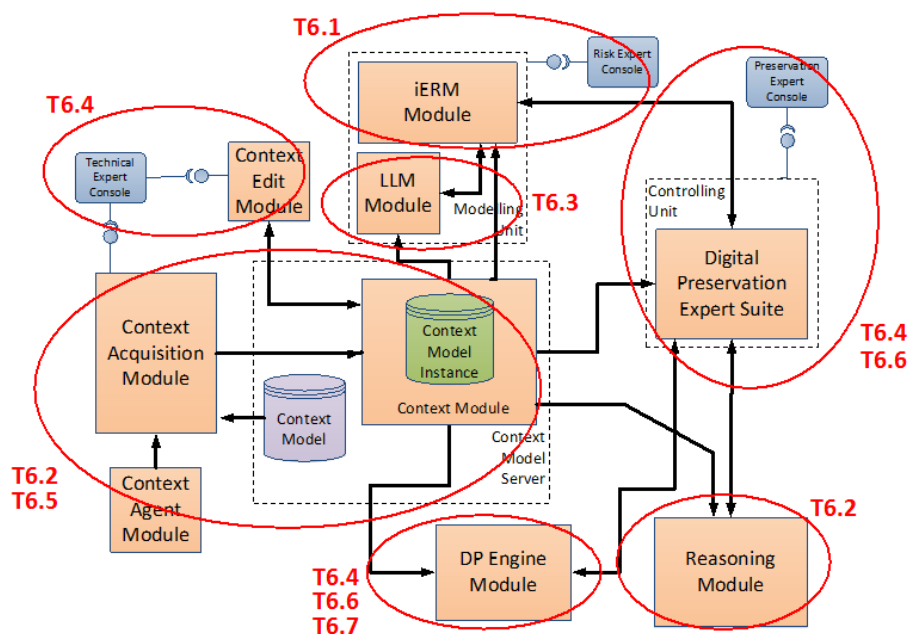 T6.1
Risk Expert
Console
Preservation
Expert
Console
iERM
Module
T6.4
Technical
Expert
Console
Context
Edit
Module
LLM
Module
Modelling
Unit
T6.3
Controlling
Unit
Digital
Preservation
Expert Suite
T6.4
T6.6
Context
Acquisition
Module
Context
Model
Instance
Context Module
Context
Model
Context
Model
Server
T6.2
T6.5
Context
Agent
Module
T6.4
T6.6
T6.7
DP Engine
Module
T6.2
Reasoning
Module